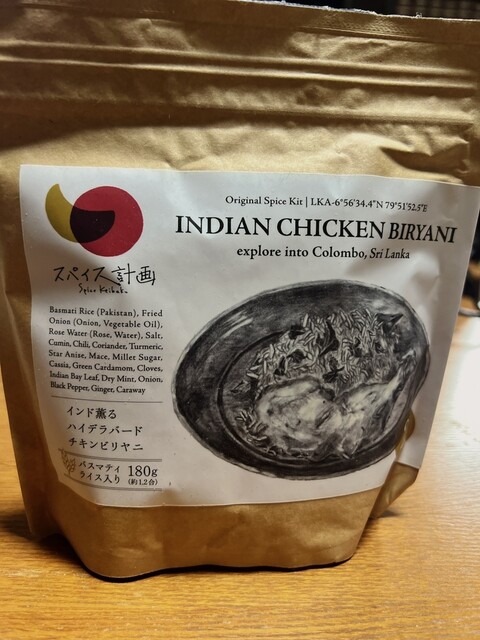 Original Spice Kit | LKA-6°56'34.4"N 79°51'52.5"E
INDIAN CHICKEN BIRYANI
explore into Colombo, Sri Lanka
スパイス計画
Spice Keikaku
Basmati Rice (Pakistan), Fried
Onion (Onion, Vegetable Oil),
Rose Water (Rose, Water), Salt,
Cumin, Chili, Coriander, Turmeric,
Star Anise, Mace, Millet Sugar,
Cassia, Green Cardamom, Cloves,
Indian Bay Leaf, Dry Mint, Onion,
Black Pepper, Ginger, Caraway
インド薫る
ハイデラバード
チキンビリヤニ
バスマティ
ライス入り
180g
(約1,2合)